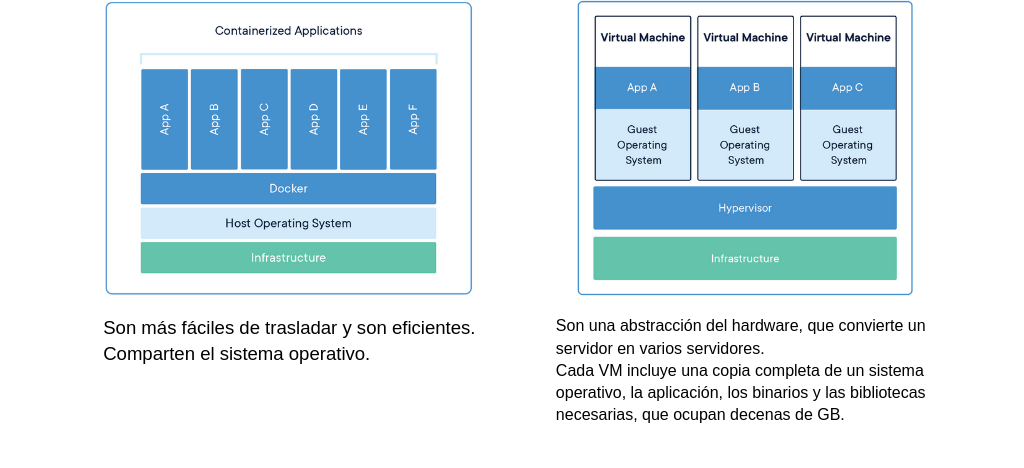 Containerized Applications
App A
App B
App C
App D
App E
App F
Docker
Host Operating System
Infrastructure
Son más fáciles de trasladar y son eficientes.
Comparten el sistema operativo.
Virtual Machine
App A
Guest
Operating
System
Virtual Machine
App B
Guest
Operating
System
Virtual Machine
App C
Guest
Operating
System
Hypervisor
Infrastructure
Son una abstracción del hardware, que convierte un
servidor en varios servidores.
Cada VM incluye una copia completa de un sistema
operativo, la aplicación, los binarios y las bibliotecas
necesarias, que ocupan decenas de GB.